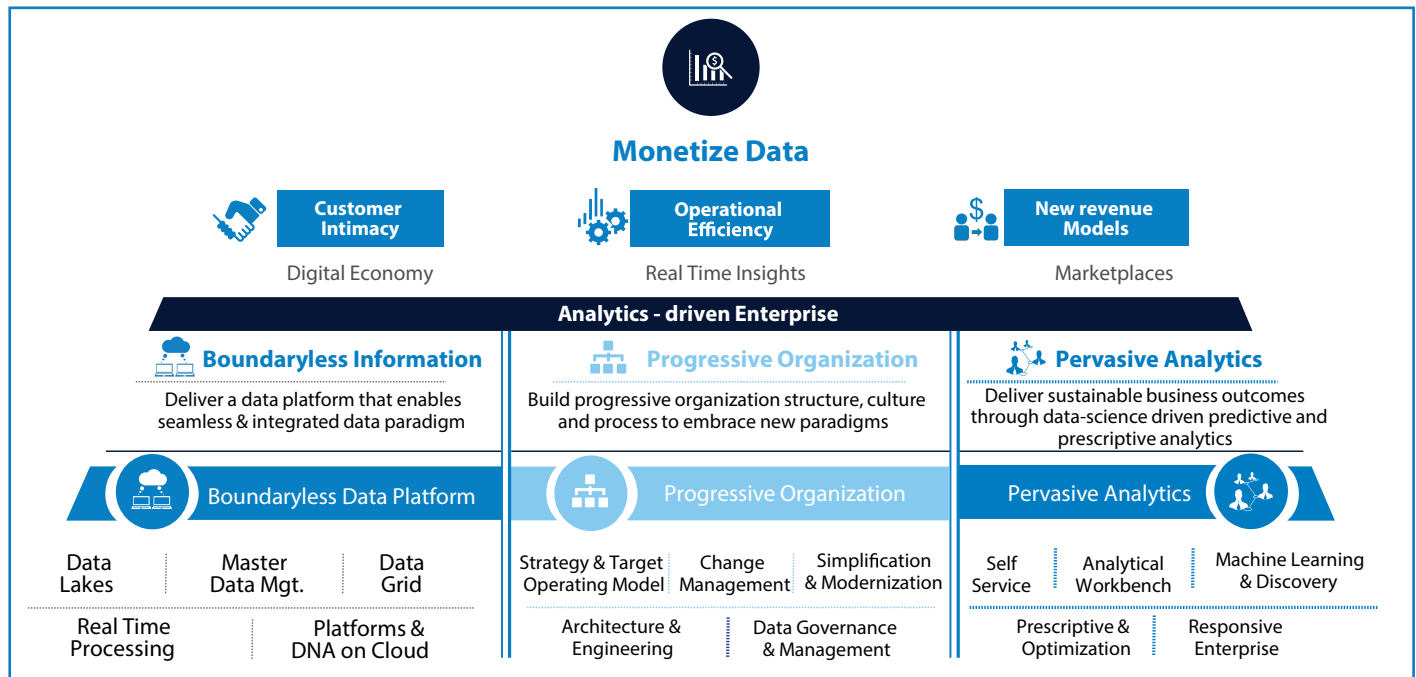 $
Monetize Data
Customer
Intimacy
Digital Economy
Operational
Efficiency
Real Time Insights
$
New revenue
Models
Marketplaces
Analytics - driven Enterprise
Boundaryless Information
Deliver a data platform that enables
seamless & integrated data paradigm
Progressive Organization
Build progressive organization structure, culture
and process to embrace new paradigms
Pervasive Analytics
Deliver sustainable business outcomes
through data-science driven predictive and
prescriptive analytics
Boundaryless Data Platform
Data
Lakes
Master
Data Mgt.
Data
Grid
Real Time
Processing
Platforms &
DNA on Cloud
Progressive Organization
Strategy & Target
Operating Model
Change
Management
Simplification
& Modernization
Architecture &
Engineering
Data Governance
& Management
Pervasive Analytics
Self
Service
Analytical
Workbench
Machine Learning
& Discovery
Prescriptive &
Optimization
Responsive
Enterprise